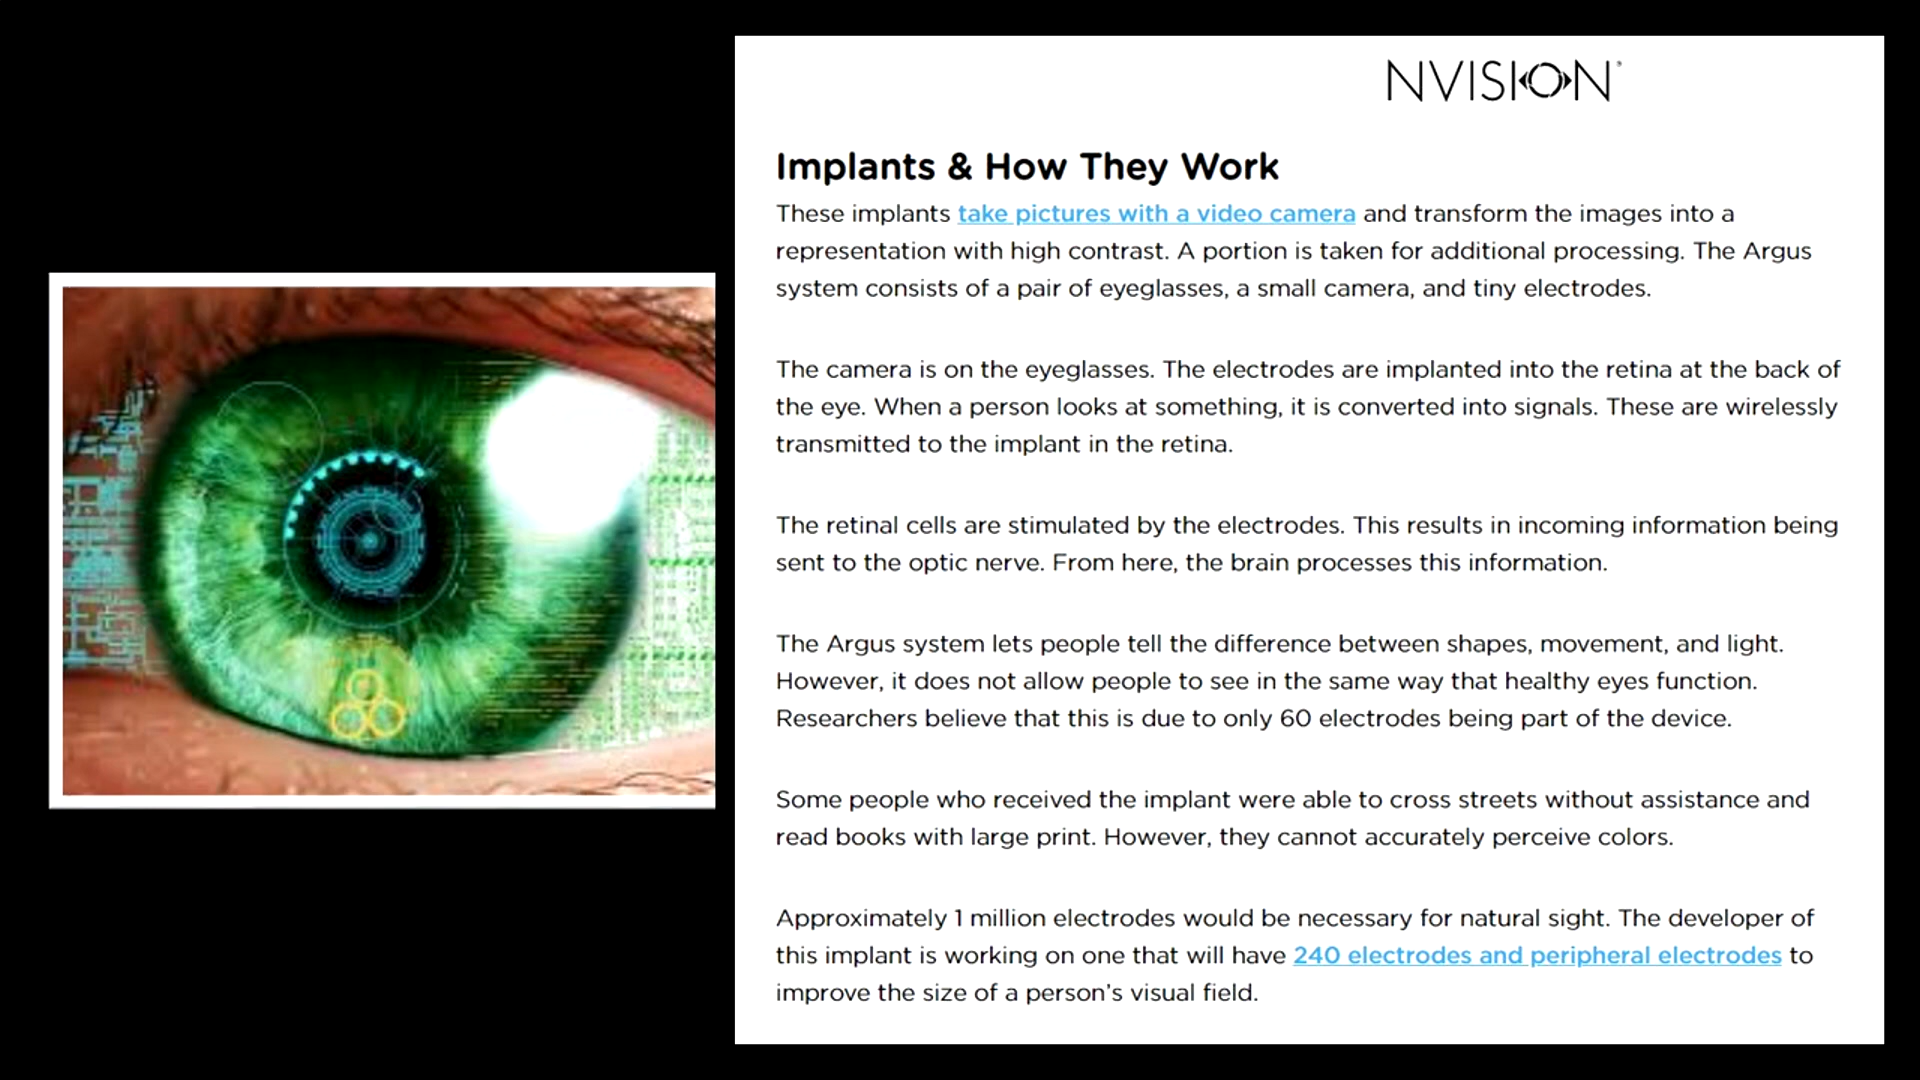 NVISION
Implants & How They Work
These implants take pictures with a video camera and transform the images into a
representation with high contrast. A portion is taken for additional processing. The Argus
system consists of a pair of eyeglasses, a small camera, and tiny electrodes.
The camera is on the eyeglasses. The electrodes are implanted into the retina at the back of
the eye. When a person looks at something, it is converted into signals. These are wirelessly
transmitted to the implant in the retina.
The retinal cells are stimulated by the electrodes. This results in incoming information being
sent to the optic nerve. From here, the brain processes this information.
The Argus system lets people tell the difference between shapes, movement, and light.
However, it does not allow people to see in the same way that healthy eyes function.
Researchers believe that this is due to only 60 electrodes being part of the device.
Some people who received the implant were able to cross streets without assistance and
read books with large print. However, they cannot accurately perceive colors.
Approximately 1 million electrodes would be necessary for natural sight. The developer of
this implant is working on one that will have 240 electrodes and peripheral electrodes to
improve the size of a person's visual field.